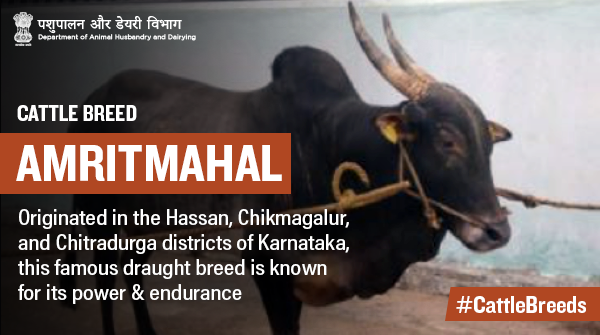 पशुपालन और डेयरी विभाग
Department of Animal Husbandry and Dairying
CATTLE BREED
AMRITMAHAL
Originated in the Hassan, Chikmagalur,
and Chitradurga districts of Karnataka,
this famous draught breed is known
for its power & endurance
#CattleBreeds